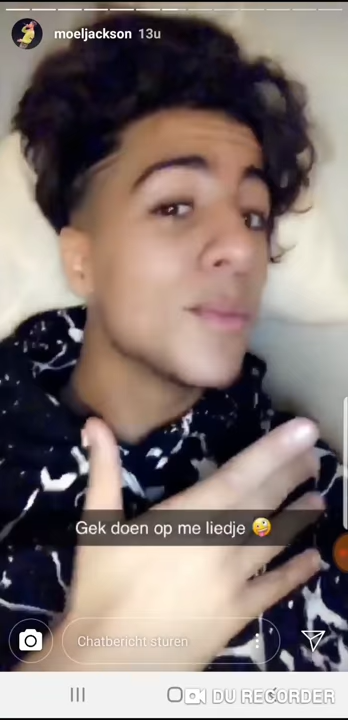 moeljackson 13u
Gek doen op me liedje 🤪
Chatbericht sturen
DU RECORDER